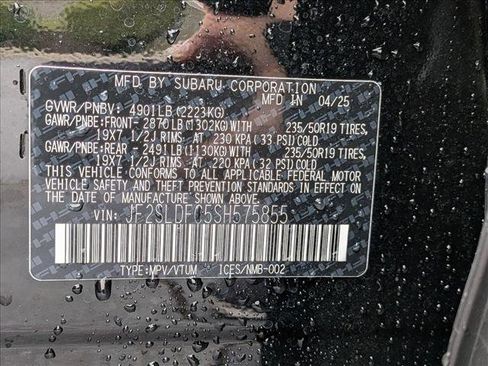 MFD BY SUBARU CORPORATION
GVWR/PNBV: 4901LB(2223KG) MFD IN 04/25
GAWR/PNBE:FRONT- 2870LB(1302KG)WITH 235/50R19 TIRES,
19X7 1/2J RIMS AT 230 KPA (33 PSI)COLD
GAWR/PNBE:REAR - 2491LB(1130KG)WITH 235/50R19 TIRES,
19X7 1/2J RIMS AT 220 KPA (32 PSI)COLD
THIS VEHICLE CONFORMS TO ALL APPLICABLE FEDERAL MOTOR
VEHICLE SAFETY AND THEFT PREVENTION STANDARDS IN EFFECT
ON THE DATE OF MANUFACTURE SHOWN ABOVE.
VIN: JF2SLDFC5SH575855
TYPE:MPV/VTUM ICES/NMB-002